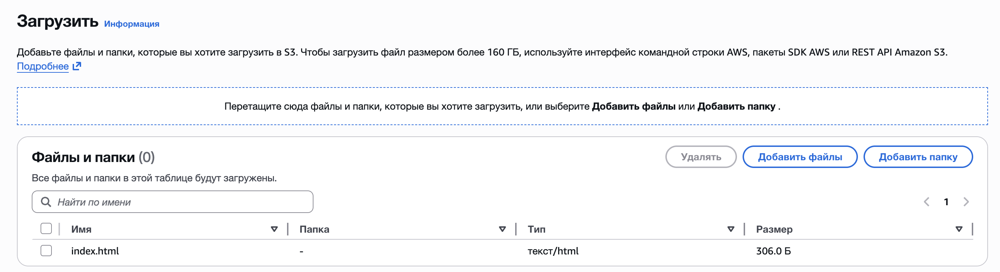 Загрузить Информация
Добавьте файлы и папки, которые вы хотите загрузить в S3. Чтобы загрузить файл размером более 160 ГБ, используйте интерфейс командной строки AWS, пакеты SDK AWS или REST API Amazon S3.
Подробнее
Перетащите сюда файлы и папки, которые вы хотите загрузить, или выберите Добавить файлы или Добавить папку .
Файлы и папки (0) Удалять Добавить файлы Добавить папку
Все файлы и папки в этой таблице будут загружены.
Найти по имени 1
Имя Папка Тип Размер
index.html - текст/html 306.0 Б